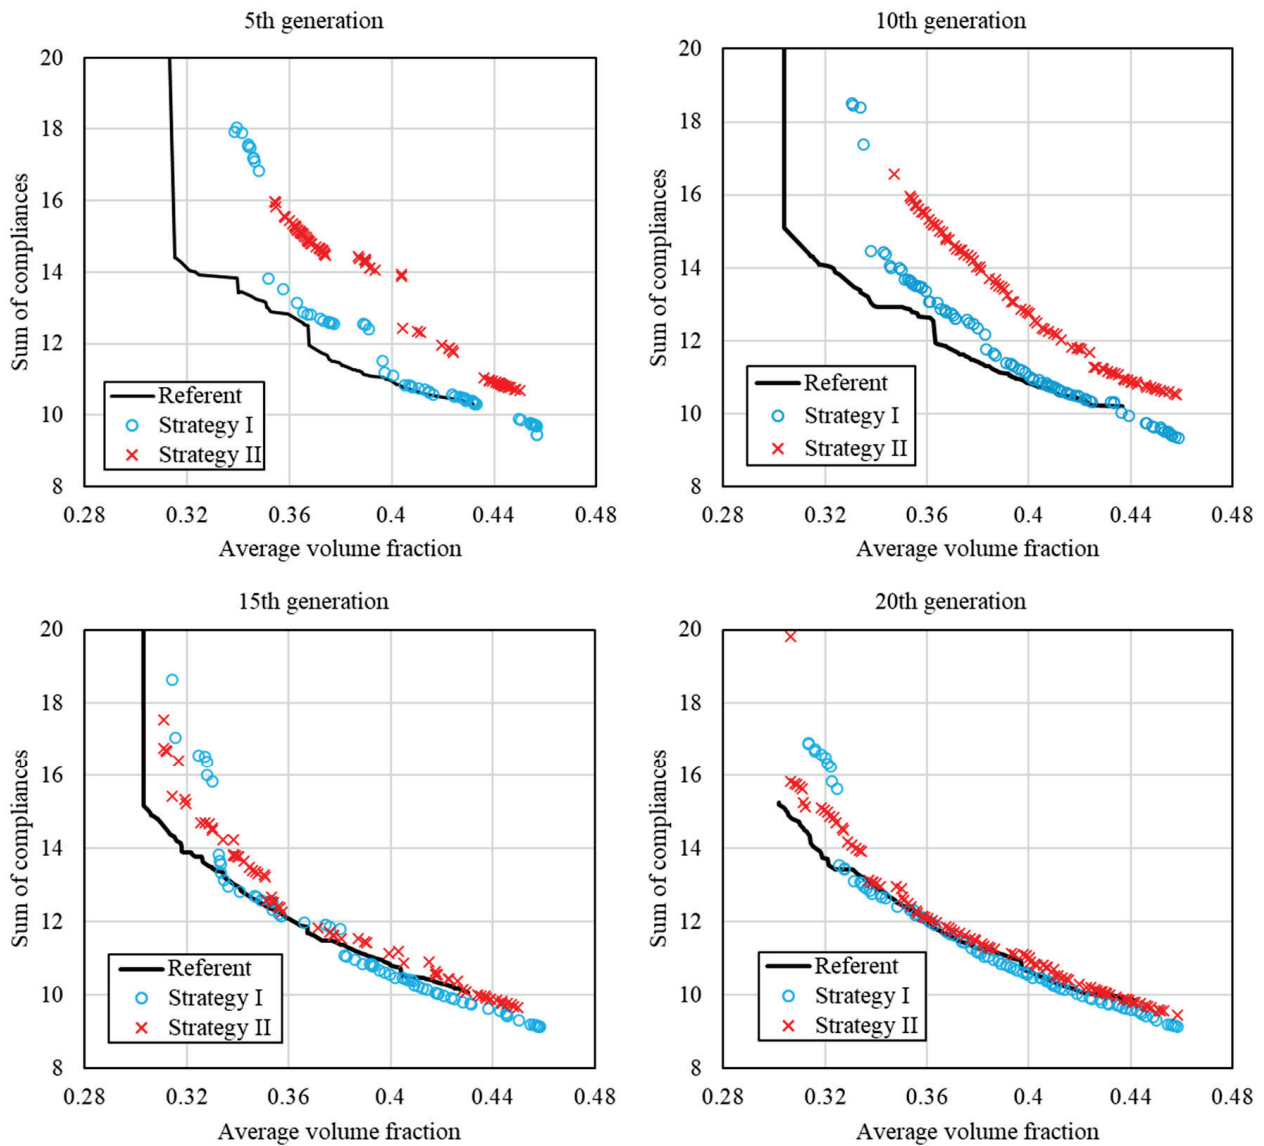 5th generation
20
18
16
14
12
10
8
Sum of compliances
Referent
Strategy I
Strategy II
0.28 0.32 0.36 0.4 0.44 0.48
Average volume fraction
10th generation
20
18
16
14
12
10
8
Sum of compliances
Referent
Strategy I
Strategy II
0.28 0.32 0.36 0.4 0.44 0.48
Average volume fraction
15th generation
20
18
16
14
12
10
8
Sum of compliances
Referent
Strategy I
Strategy II
0.28 0.32 0.36 0.4 0.44 0.48
Average volume fraction
20th generation
20
18
16
14
12
10
8
Sum of compliances
Referent
Strategy I
Strategy II
0.28 0.32 0.36 0.4 0.44 0.48
Average volume fraction